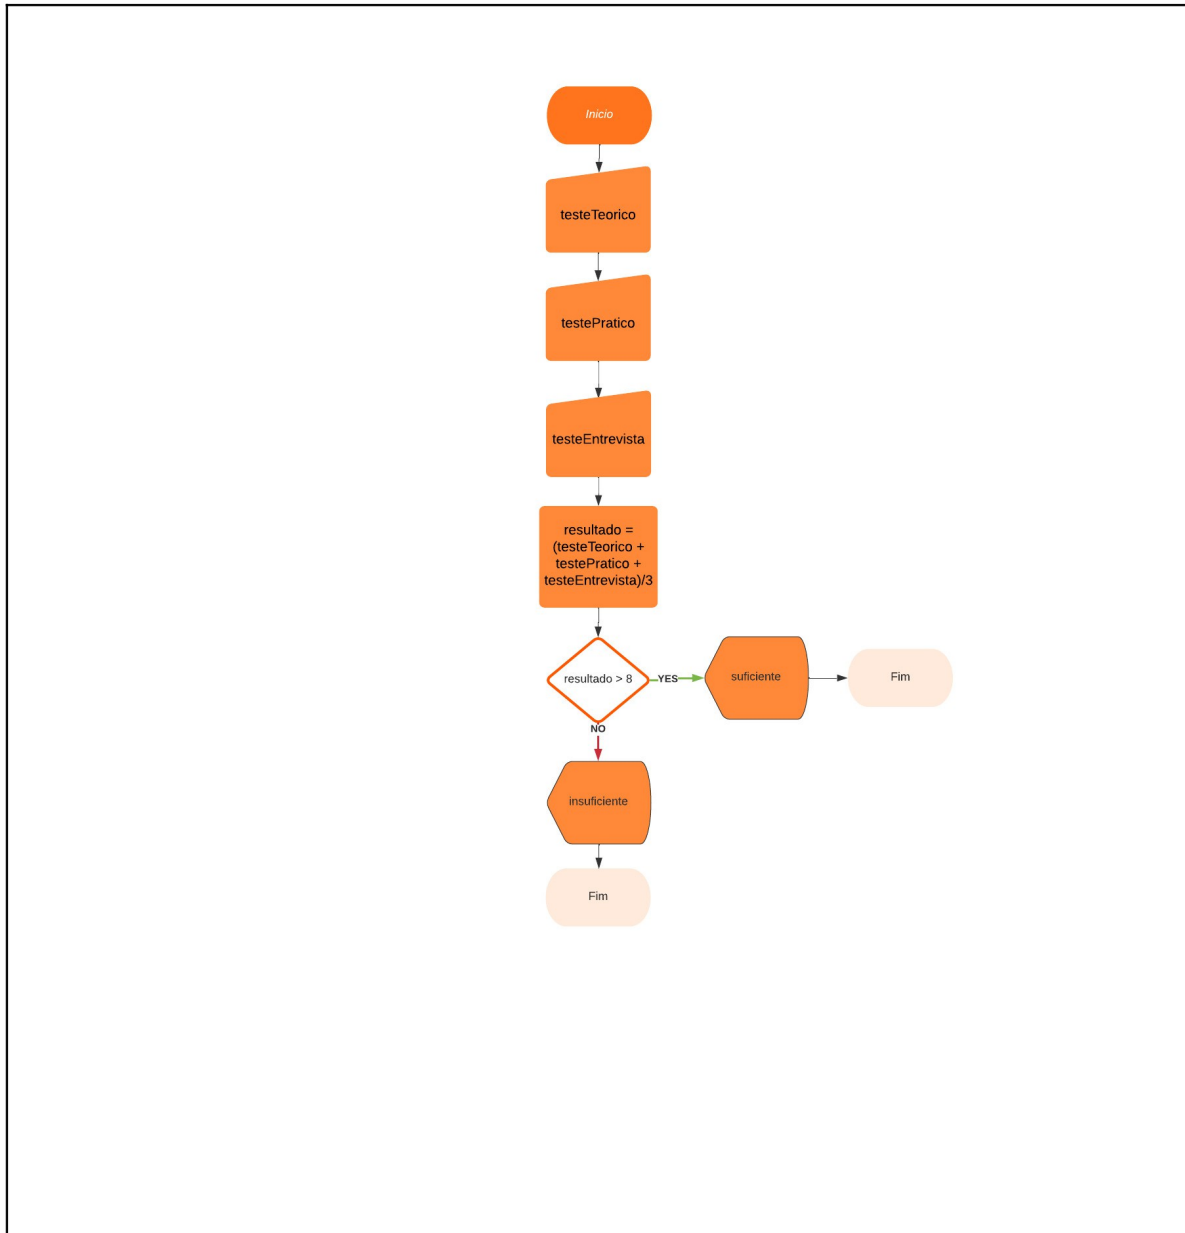 Inicio
testeTeorico
testePratico
testeEntrevista
resultado =
(testeTeorico +
testePratico +
testeEntrevista)/3
resultado > 8
YES
suficiente
Fim
NO
insuficiente
Fim